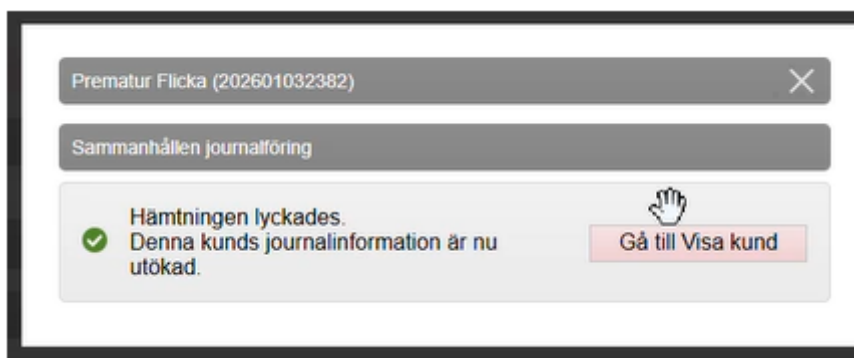 Prematur Flicka (202601032382)
Sammanhållen journalföring
Hämtningen lyckades.
Denna kunds journalinformation är nu
utökad.
Gå till Visa kund